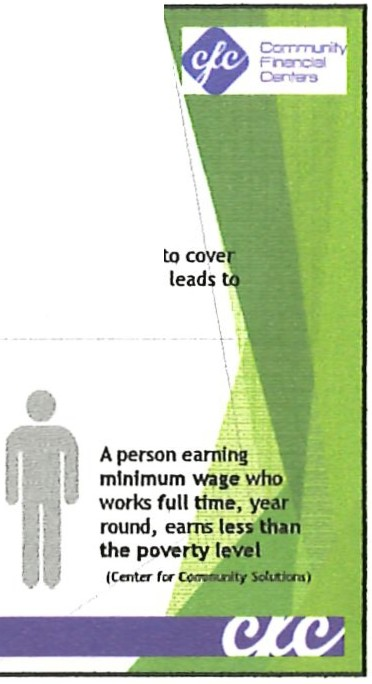 cfc
Community
Financial
Centers
to cover
leads to
A person earning
minimum wage who
works full time, year
round, earns less than
the poverty level
(Center for Community Solutions)
cfc